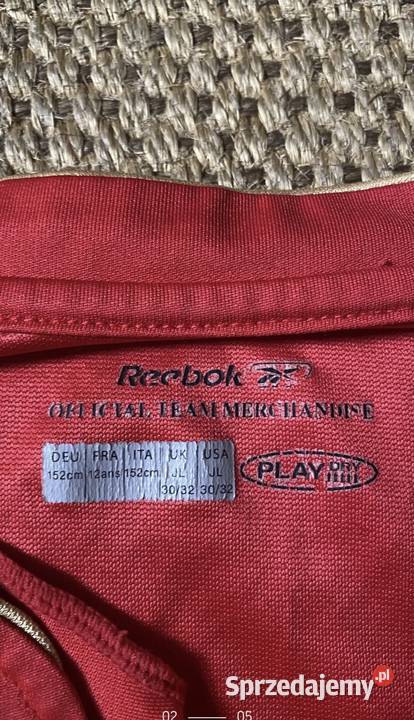 Reebok
OFFICIAL TEAM MERCHANDISE
DEU FRA ITA UK USA
152cm 12ans 152cm JL JL
30/32 30/32
PLAY DRY
Sprzedajemy.pl
02 05